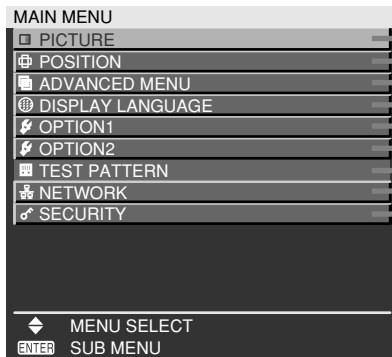 MAIN MENU
PICTURE
POSITION
ADVANCED MENU
DISPLAY LANGUAGE
OPTION1
OPTION2
TEST PATTERN
NETWORK
SECURITY
MENU SELECT
ENTER SUB MENU